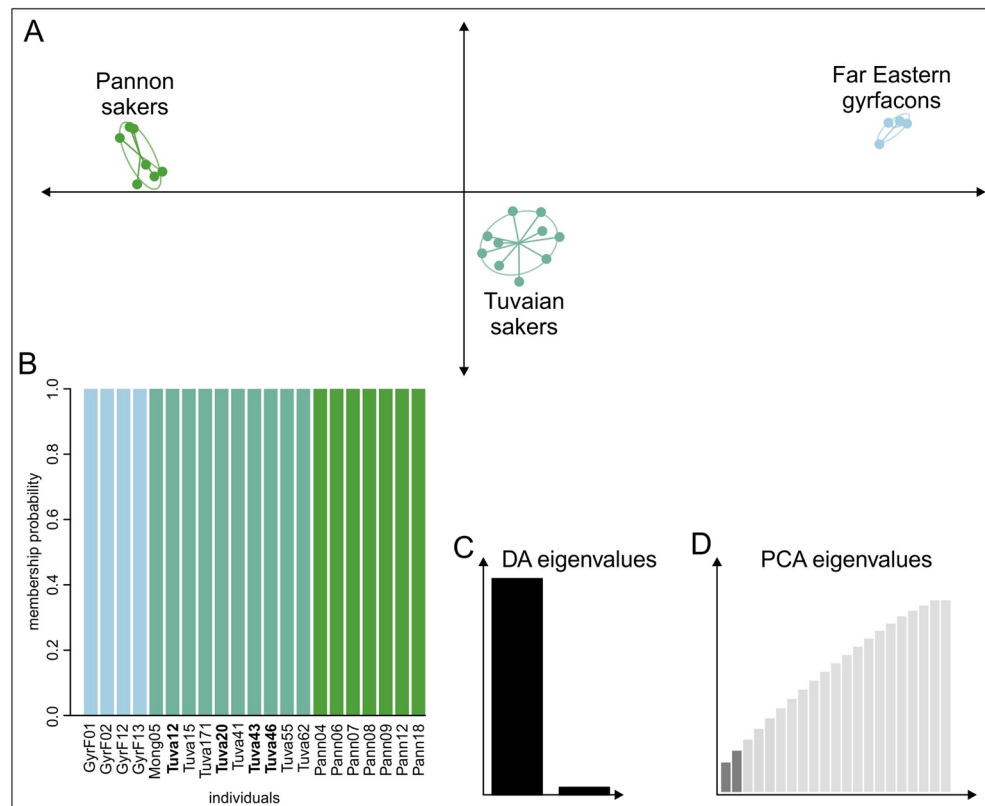 A
Pannon
sakers
Far Eastern
gyrfacons
Tuvaian
sakers
B
membership probability
1.0
0.8
0.6
0.4
0.2
0.0
GyrF01
GyrF02
GyrF12
GyrF13
Mong05
Tuva12
Tuva15
Tuva171
Tuva20
Tuva41
Tuva43
Tuva46
Tuva55
Tuva62
Pann04
Pann06
Pann07
Pann08
Pann09
Pann12
Pann18
individuals
C
DA eigenvalues
D
PCA eigenvalues